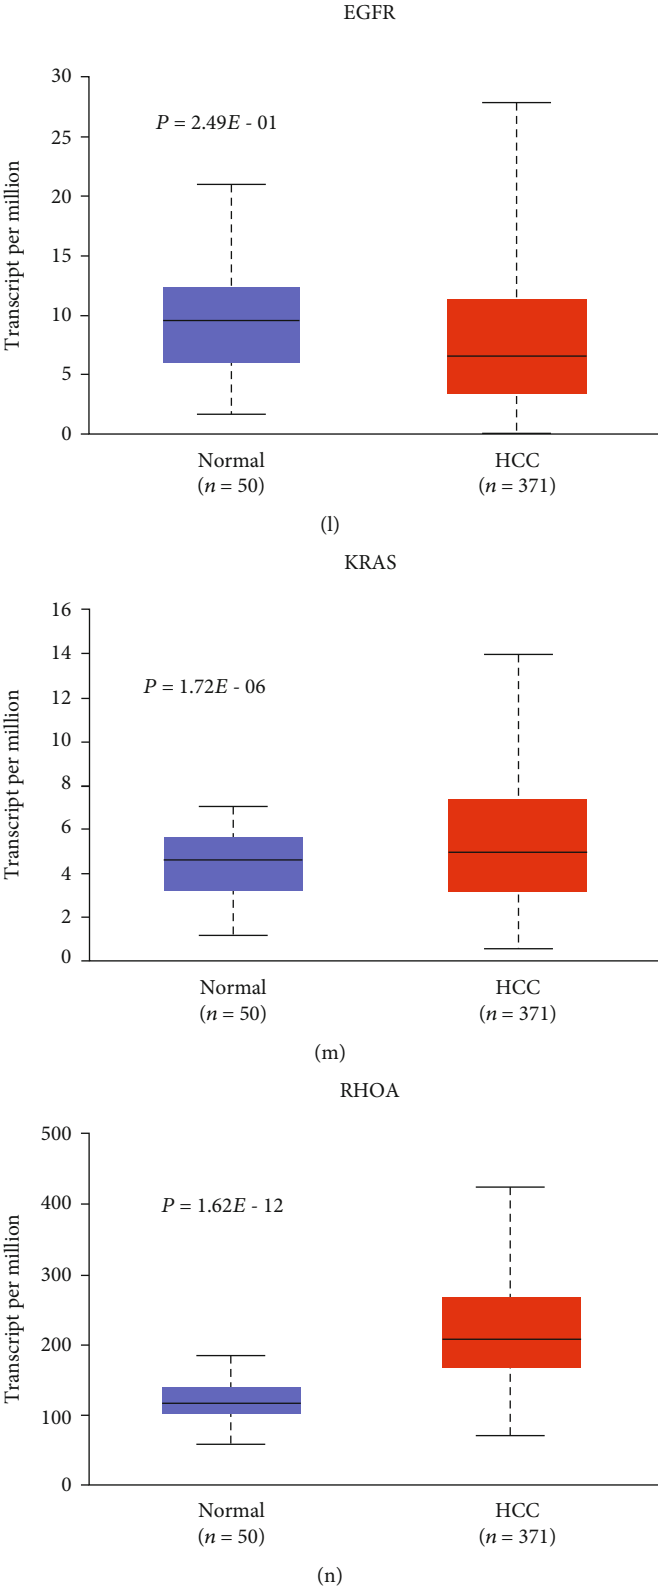 EGFR
30
25
20
15
10
5
0
Transcript per million
P = 2.49E - 01
Normal
(n = 50)
HCC
(n = 371)
(l)
KRAS
16
14
12
10
8
6
4
2
0
Transcript per million
P = 1.72E - 06
Normal
(n = 50)
HCC
(n = 371)
(m)
RHOA
500
400
300
200
100
0
Transcript per million
P = 1.62E - 12
Normal
(n = 50)
HCC
(n = 371)
(n)